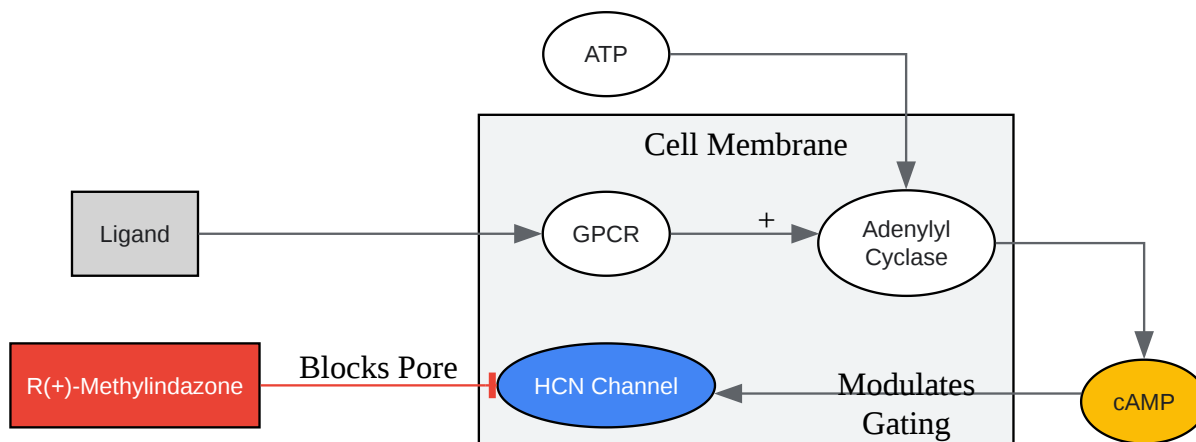 ATP
Cell Membrane
Ligand
GPCR
+
Adenylyl
Cyclase
R(+)-Methylindazone
Blocks Pore
HCN Channel
Modulates
Gating
cAMP